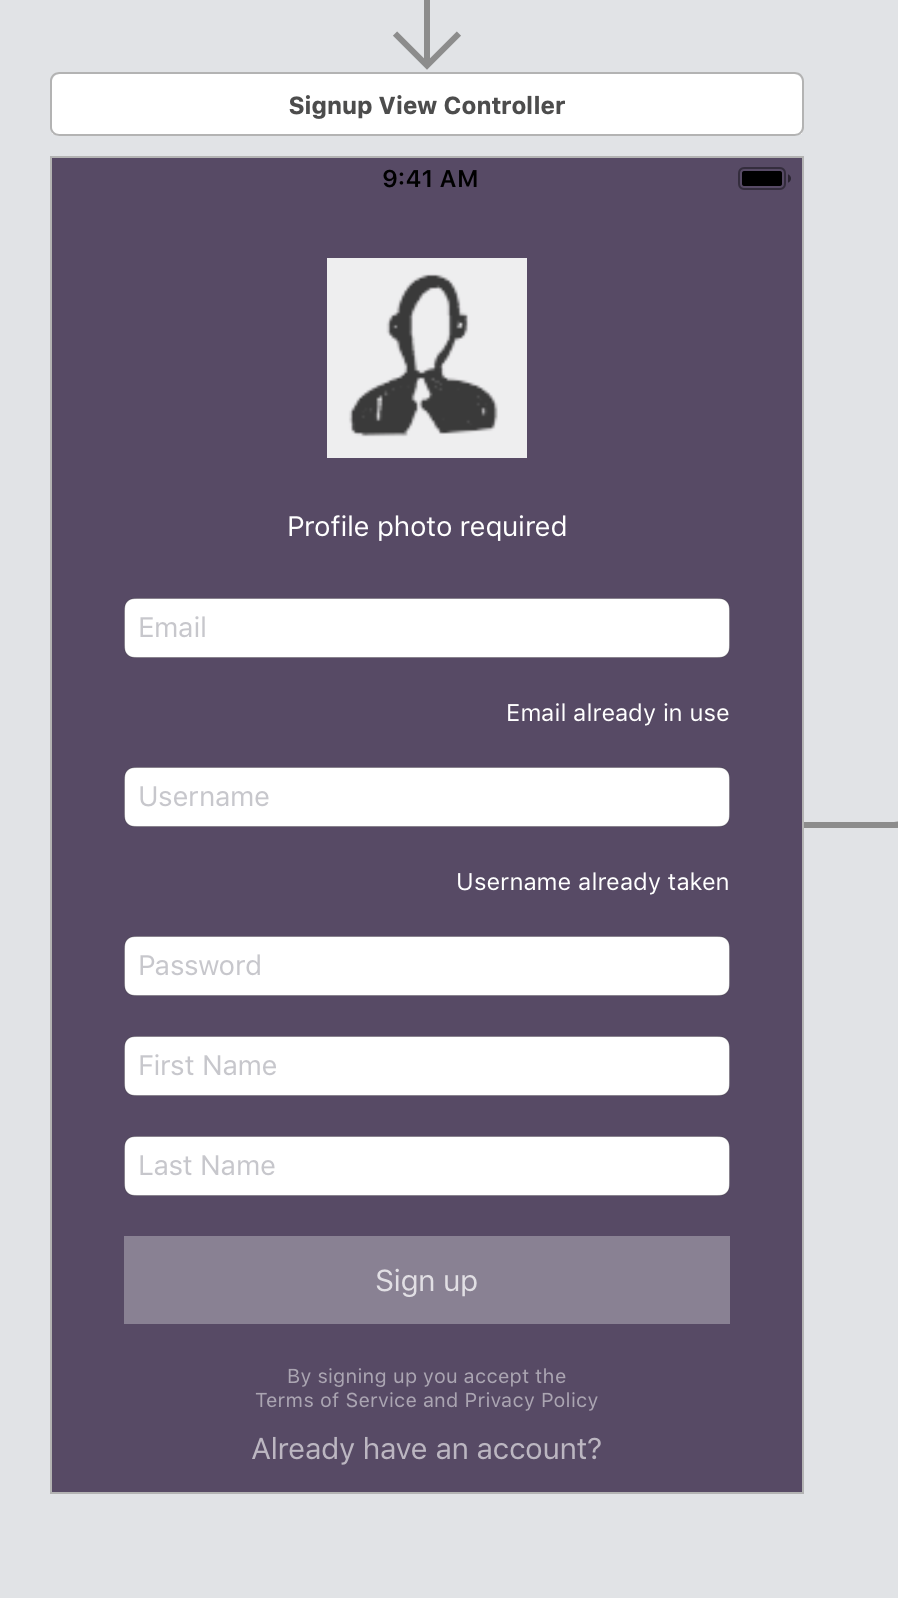 Signup View Controller
9:41 AM
Profile photo required
Email
Email already in use
Username
Username already taken
Password
First Name
Last Name
Sign up
By signing up you accept the
Terms of Service and Privacy Policy
Already have an account?